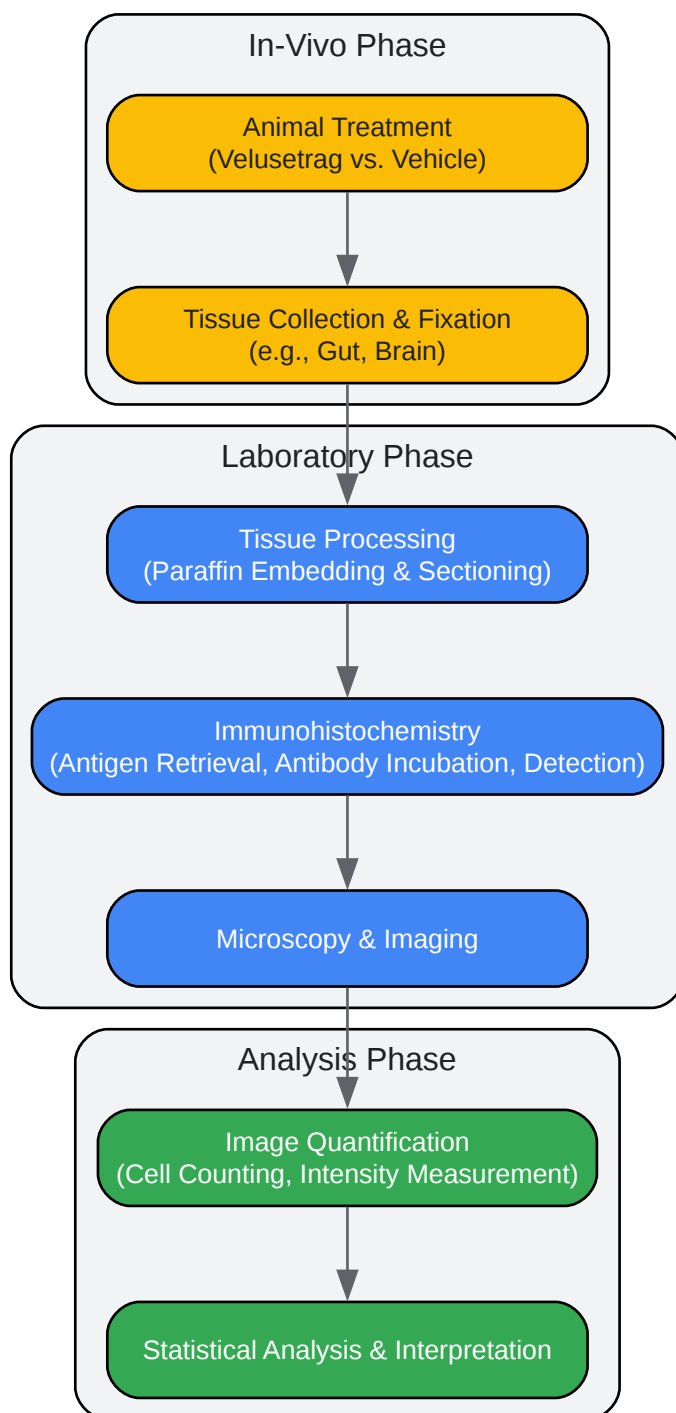 In-Vivo Phase
Animal Treatment
(Velusetrag vs. Vehicle)
Tissue Collection & Fixation
(e.g., Gut, Brain)
Laboratory Phase
Tissue Processing
(Paraffin Embedding & Sectioning)
Immunohistochemistry
(Antigen Retrieval, Antibody Incubation, Detection)
Microscopy & Imaging
Analysis Phase
Image Quantification
(Cell Counting, Intensity Measurement)
Statistical Analysis & Interpretation